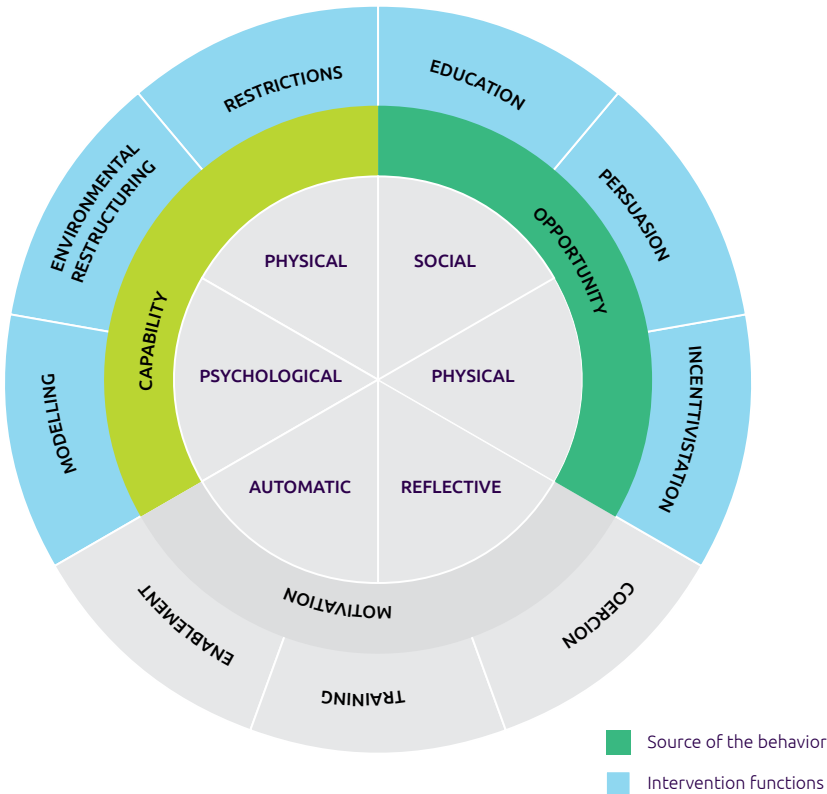 RESTRICTIONS
EDUCATION
ENVIRONMENTAL
RESTRUCTURING
PERSUASION
OPPORTUNITY
PHYSICAL
SOCIAL
CAPABILITY
PSYCHOLOGICAL
PHYSICAL
MODELLING
INCENTTIVISTATION
AUTOMATIC
REFLECTIVE
MOTIVATION
ENABLEMENT
COERCION
TRAINING
Source of the behavior
Intervention functions